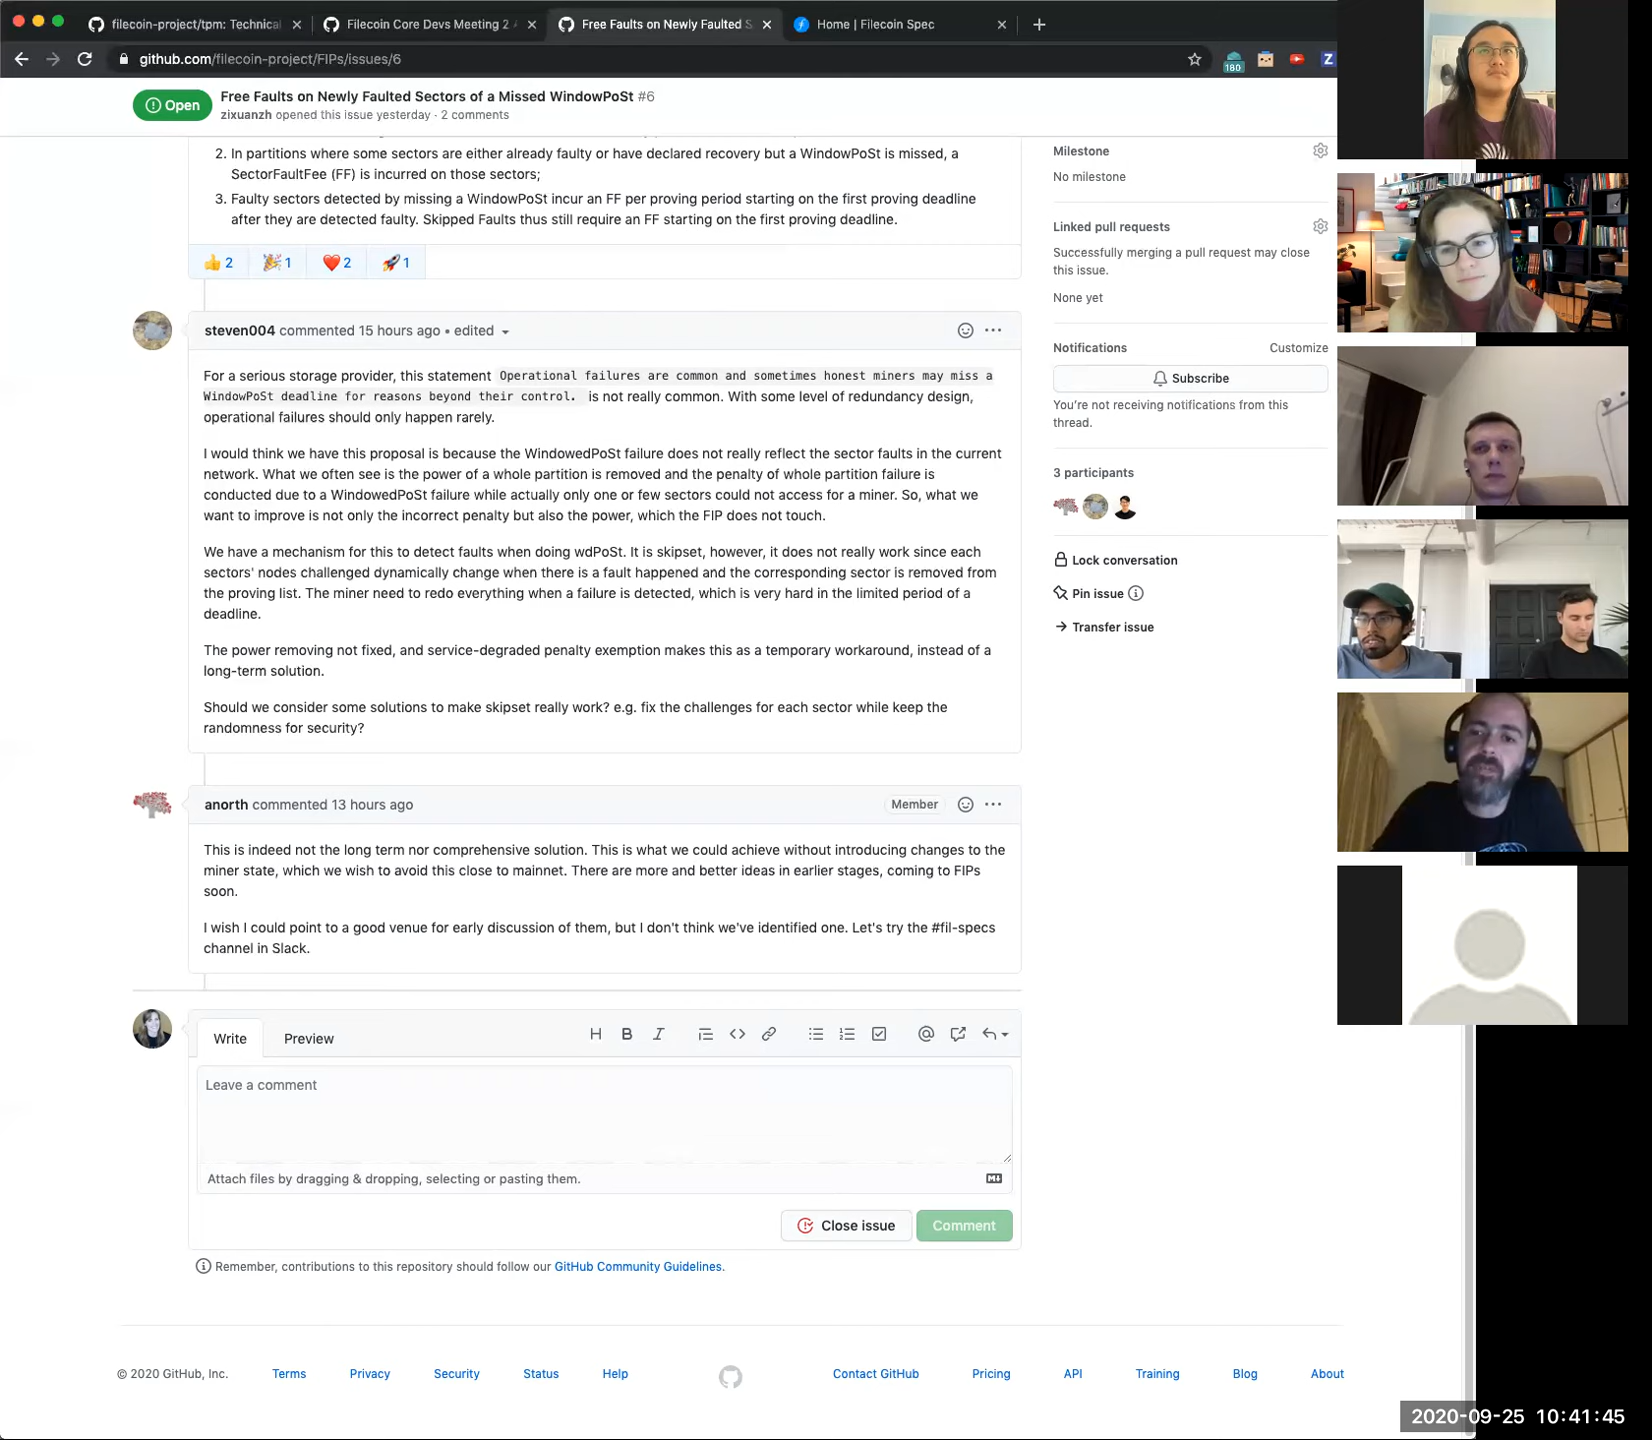 filecoin-project/tpm: Technical
Filecoin Core Devs Meeting 2
Free Faults on Newly Faulted S
Home | Filecoin Spec
github.com/filecoin-project/FIPs/issues/6
180
Z
Open
Free Faults on Newly Faulted Sectors of a Missed WindowPoSt #6
zixuanzh opened this issue yesterday · 2 comments
2. In partitions where some sectors are either already faulty or have declared recovery but a WindowPoSt is missed, a
SectorFaultFee (FF) is incurred on those sectors;
3. Faulty sectors detected by missing a WindowPoSt incur an FF per proving period starting on the first proving deadline
after they are detected faulty. Skipped Faults thus still require an FF starting on the first proving deadline.
👍 2 🎉 1 ❤️ 2 🚀 1
steven004 commented 15 hours ago • edited
For a serious storage provider, this statement Operational failures are common and sometimes honest miners may miss a
WindowPoSt deadline for reasons beyond their control. is not really common. With some level of redundancy design,
operational failures should only happen rarely.
I would think we have this proposal is because the WindowedPoSt failure does not really reflect the sector faults in the current
network. What we often see is the power of a whole partition is removed and the penalty of whole partition failure is
conducted due to a WindowedPoSt failure while actually only one or few sectors could not access for a miner. So, what we
want to improve is not only the incorrect penalty but also the power, which the FIP does not touch.
We have a mechanism for this to detect faults when doing wdPoSt. It is skipset, however, it does not really work since each
sectors' nodes challenged dynamically change when there is a fault happened and the corresponding sector is removed from
the proving list. The miner need to redo everything when a failure is detected, which is very hard in the limited period of a
deadline.
The power removing not fixed, and service-degraded penalty exemption makes this as a temporary workaround, instead of a
long-term solution.
Should we consider some solutions to make skipset really work? e.g. fix the challenges for each sector while keep the
randomness for security?
anorth commented 13 hours ago
Member
This is indeed not the long term nor comprehensive solution. This is what we could achieve without introducing changes to the
miner state, which we wish to avoid this close to mainnet. There are more and better ideas in earlier stages, coming to FIPs
soon.
I wish I could point to a good venue for early discussion of them, but I don't think we've identified one. Let's try the #fil-specs
channel in Slack.
Write
Preview
H B I
Leave a comment
Attach files by dragging & dropping, selecting or pasting them.
Close issue
Comment
Remember, contributions to this repository should follow our GitHub Community Guidelines.
Milestone
No milestone
Linked pull requests
Successfully merging a pull request may close
this issue.
None yet
Notifications
Customize
Subscribe
You're not receiving notifications from this
thread.
3 participants
Lock conversation
Pin issue
Transfer issue
© 2020 GitHub, Inc.
Terms
Privacy
Security
Status
Help
Contact GitHub
Pricing
API
Training
Blog
About
2020-09-25 10:41:45